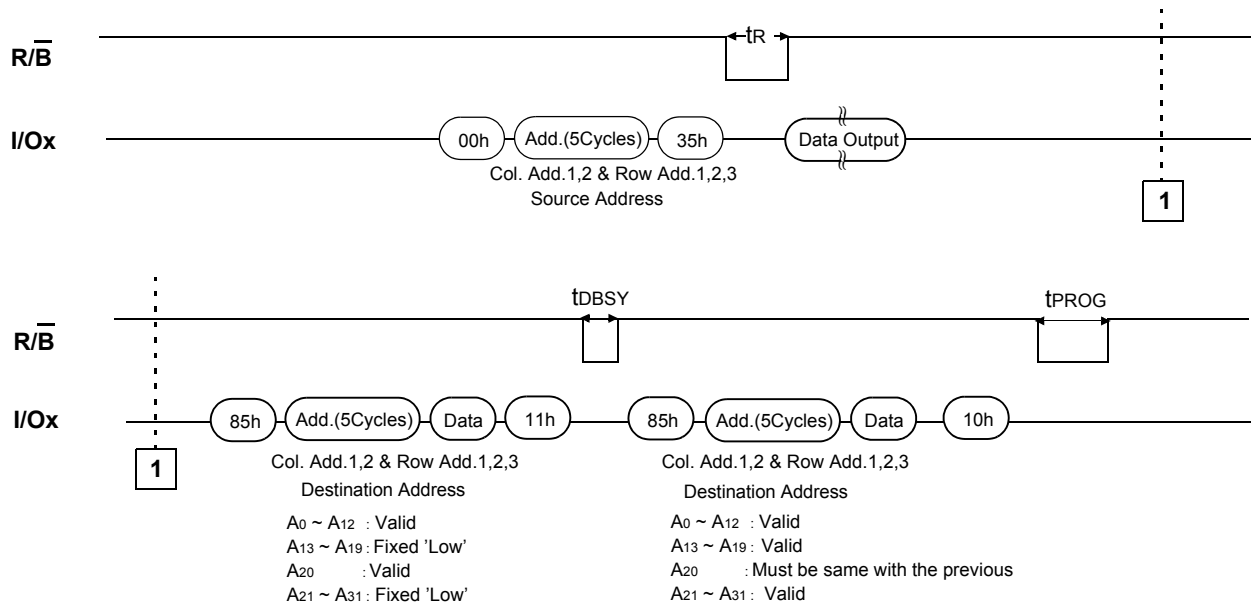 tR
R/B
I/Ox
00h Add.(5Cycles) 35h Data Output
Col. Add.1,2 & Row Add.1,2,3
Source Address
1
tDBSY tPROG
R/B
I/Ox
85h Add.(5Cycles) Data 11h 85h Add.(5Cycles) Data 10h
1
Col. Add.1,2 & Row Add.1,2,3 Col. Add.1,2 & Row Add.1,2,3
Destination Address Destination Address
A0 ~ A12 : Valid A0 ~ A12 : Valid
A13 ~ A19 : Fixed 'Low' A13 ~ A19 : Valid
A20 : Valid A20 : Must be same with the previous
A21 ~ A31 : Fixed 'Low' A21 ~ A31 : Valid